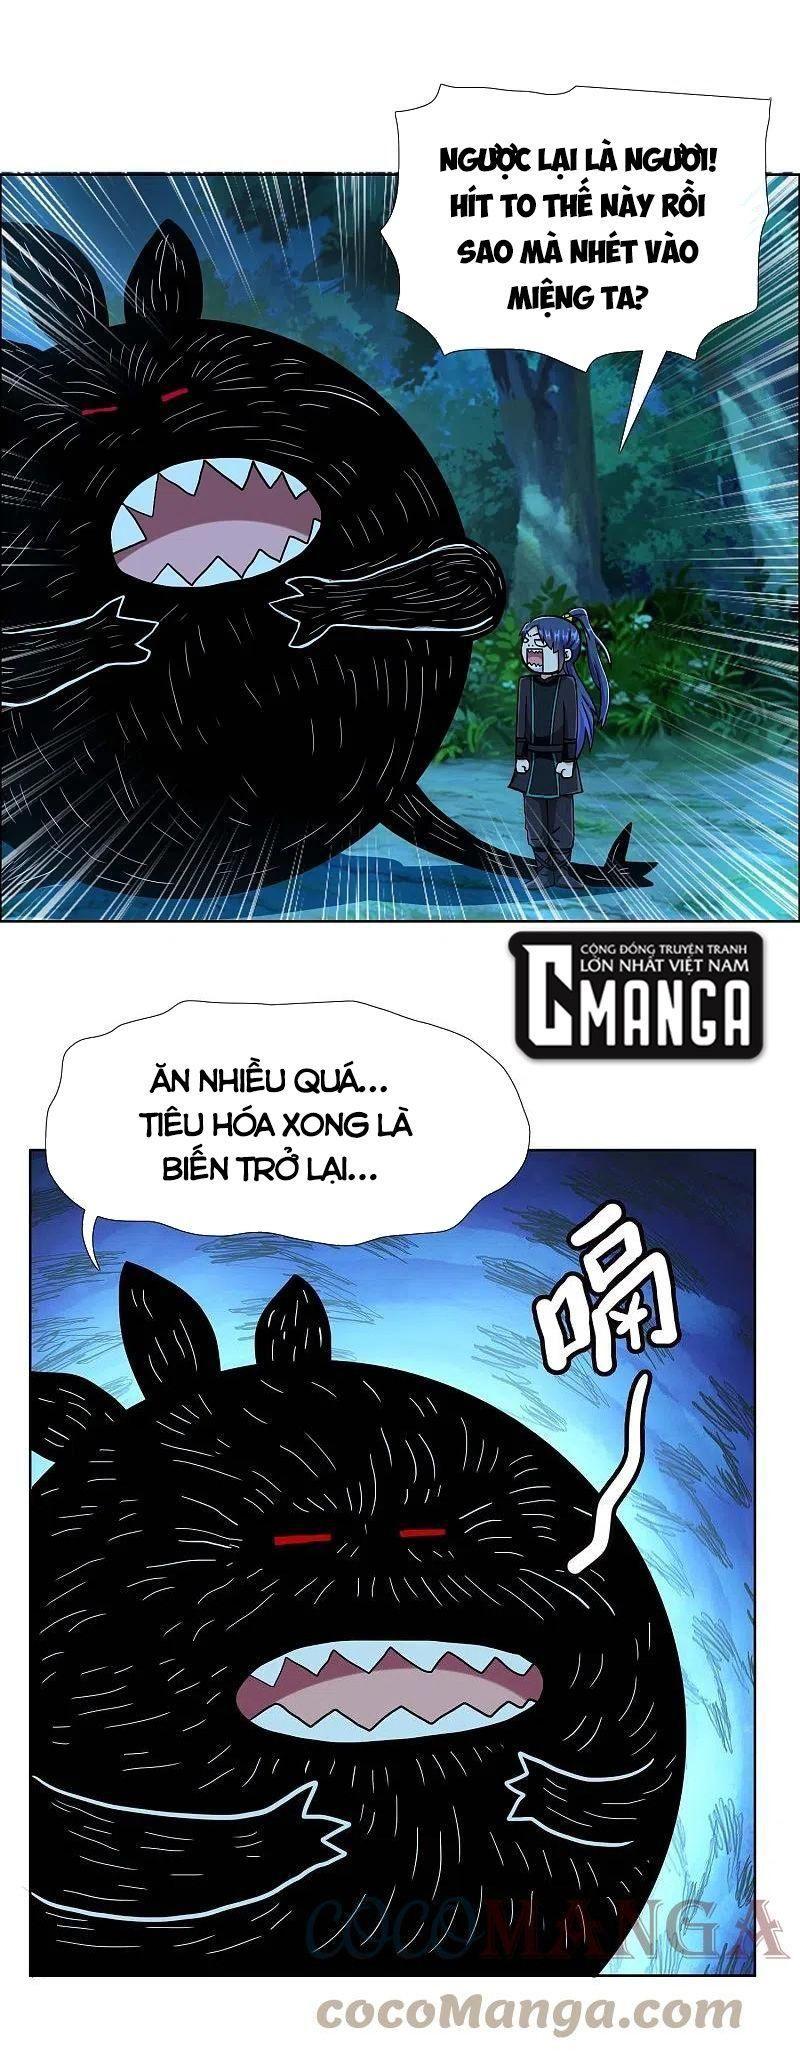 NGƯỢC LẠI LÀ NGƯƠI!
HÍT TO THẾ NÀY RỒI
SAO MÀ NHÉT VÀO
MIỆNG TA?
CỘNG ĐỒNG TRUYỆN TRANH
LỚN NHẤT VIỆT NAM
CMANGA
ĂN NHIỀU QUÁ...
TIÊU HÓA XONG LÀ
BIẾN TRỞ LẠI...
嗝
COCOMANGA
cocoManga.com